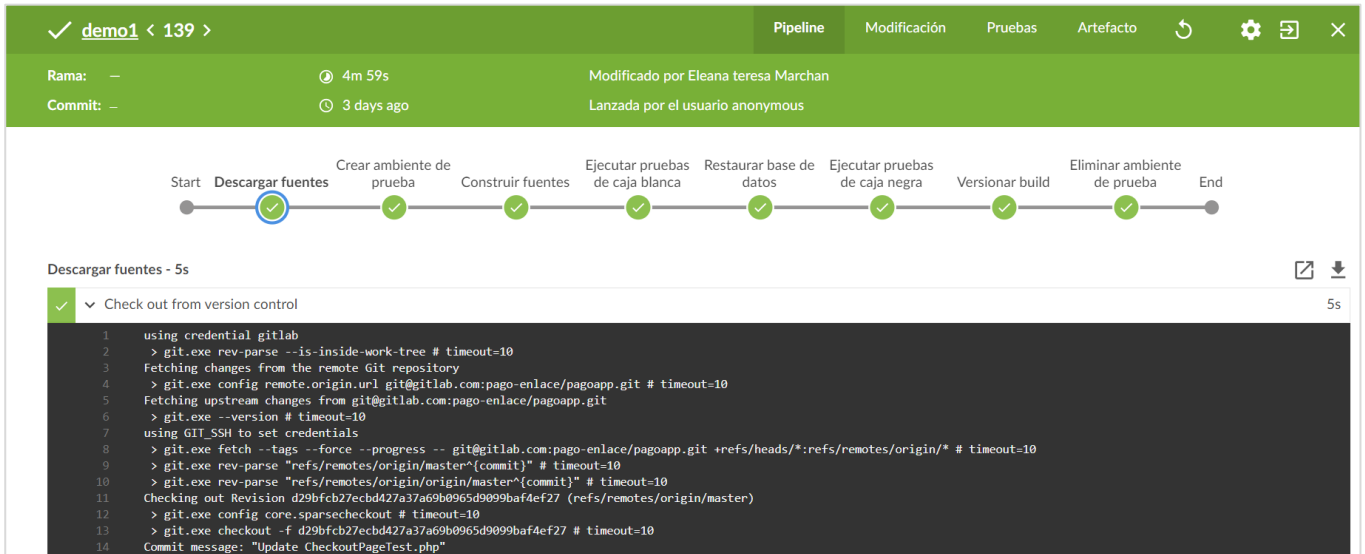 demo1 < 139 >
Pipeline Modificación Pruebas Artefacto
Rama: — 4m 59s Modificado por Eleana teresa Marchan
Commit: — 3 days ago Lanzada por el usuario anonymous
Crear ambiente de Ejecutar pruebas Restaurar base de Ejecutar pruebas Eliminar ambiente
Start Descargar fuentes prueba Construir fuentes de caja blanca datos de caja negra Versionar build de prueba End
Descargar fuentes - 5s
Check out from version control 5s
1 using credential gitlab
2 > git.exe rev-parse --is-inside-work-tree # timeout=10
3 Fetching changes from the remote Git repository
4 > git.exe config remote.origin.url git@gitlab.com:pago-enlace/pagoapp.git # timeout=10
5 Fetching upstream changes from git@gitlab.com:pago-enlace/pagoapp.git
6 > git.exe --version # timeout=10
7 using GIT_SSH to set credentials
8 > git.exe fetch --tags --force --progress -- git@gitlab.com:pago-enlace/pagoapp.git +refs/heads/*:refs/remotes/origin/* # timeout=10
9 > git.exe rev-parse "refs/remotes/origin/master^{commit}" # timeout=10
10 > git.exe rev-parse "refs/remotes/origin/origin/master^{commit}" # timeout=10
11 Checking out Revision d29bfcb27ecbd427a37a69b0965d9099baf4ef27 (refs/remotes/origin/master)
12 > git.exe config core.sparsecheckout # timeout=10
13 > git.exe checkout -f d29bfcb27ecbd427a37a69b0965d9099baf4ef27 # timeout=10
14 Commit message: "Update CheckoutPageTest.php"